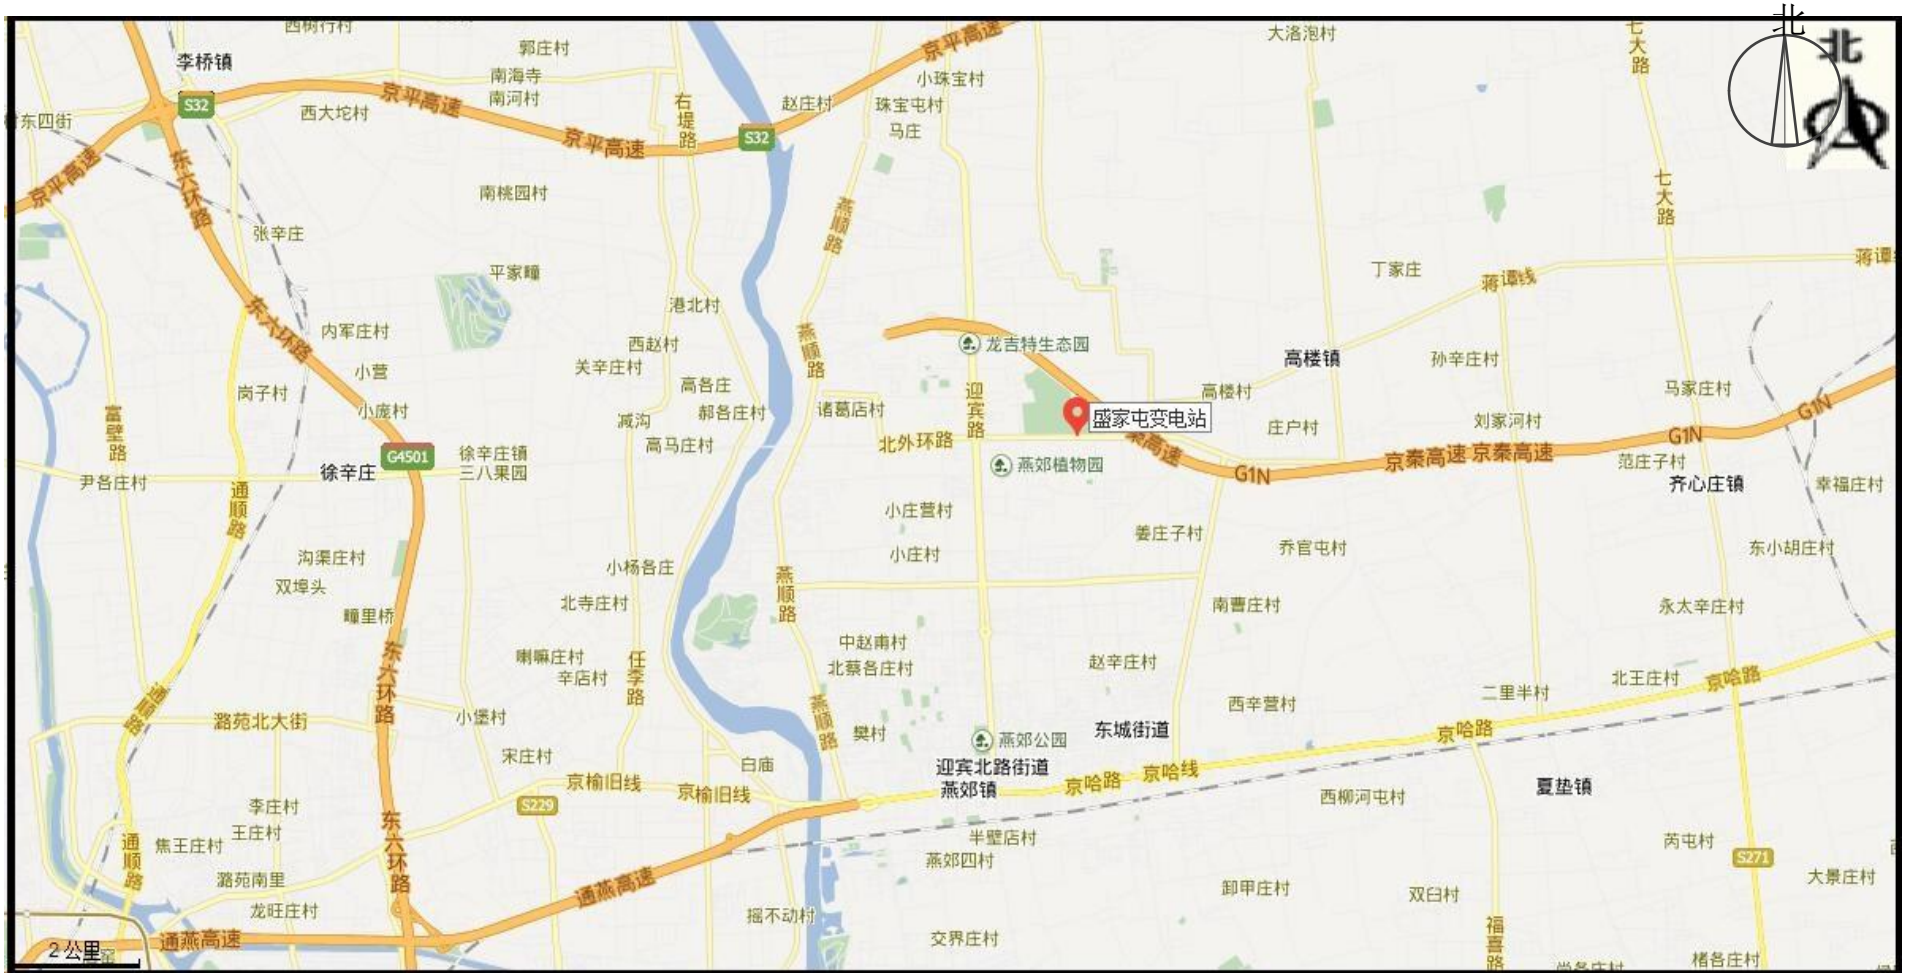 北
北
西树行村
李桥镇
郭庄村
京平高速
大洛泡村
七大路
南海寺
南河村
小珠宝村
S32
京平高速
西大坨村
右堤路
赵庄村
珠宝屯村
马庄
东四街
S32
京平高速
京平高速
东六环路
南桃园村
燕顺路
七大路
张辛庄
平家疃
丁家庄
蒋谭线
蒋谭
东六环路
内军庄村
港北村
燕顺路
西赵村
龙吉特生态园
高楼镇
孙辛庄村
关辛庄村
小营
高各庄
迎宾路
高楼村
马家庄村
岗子村
小庞村
减沟
郝各庄村
诸葛店村
盛家屯变电站
庄户村
刘家河村
G1N
富壁路
高马庄村
北外环路
秦高速
G1N
G4501
徐辛庄镇
三八果园
燕郊植物园
G1N
京秦高速
京秦高速
范庄子村
徐辛庄
尹各庄村
齐心庄镇
幸福庄村
通顺路
小庄营村
姜庄子村
乔官屯村
东小胡庄村
沟渠庄村
小庄村
双埠头
小杨各庄
燕顺路
北寺庄村
南曹庄村
永太辛庄村
疃里桥
中赵甫村
喇嘛庄村
北蔡各庄村
赵辛庄村
东六环路
辛店村
任李路
北王庄村
京哈路
二里半村
通顺路
潞苑北大街
小堡村
燕顺路
樊村
西辛营村
东城街道
京哈路
燕郊公园
宋庄村
白庙
迎宾北路街道
京哈线
京榆旧线
京榆旧线
燕郊镇
京哈路
夏垫镇
西柳河屯村
S229
李庄村
王庄村
焦王庄村
通顺路
东六环路
半壁店村
燕郊四村
芮屯村
S271
潞苑南里
通燕高速
卸甲庄村
双臼村
大景庄村
龙旺庄村
摇不动村
福喜路
通燕高速
交界庄村
2公里
尚各庄村
褚各庄村